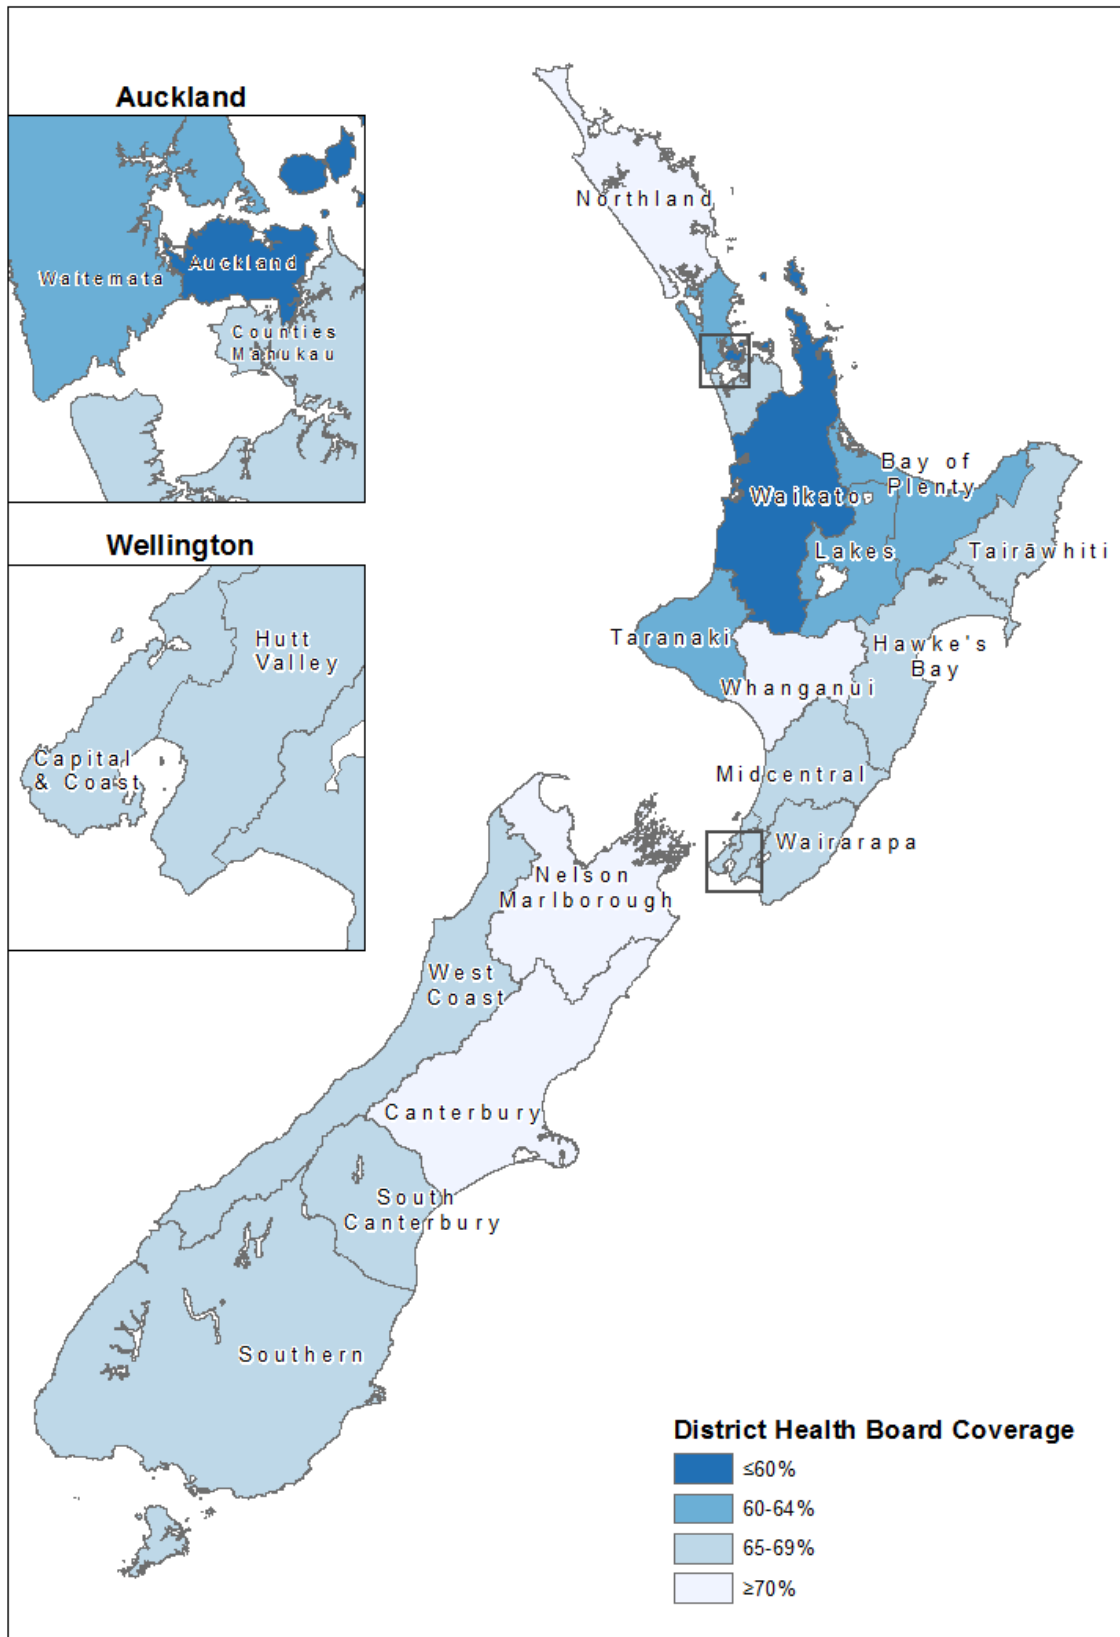 Auckland
Waitemata
Auckland
Counties
Manukau
Wellington
Hutt
Valley
Capital
& Coast
Northland
Bay of
Plenty
Waikato
Lakes
Tairāwhiti
Taranaki
Hawke's
Bay
Whanganui
Midcentral
Wairarapa
Nelson
Marlborough
West
Coast
Canterbury
South
Canterbury
Southern
District Health Board Coverage
≤60%
60-64%
65-69%
≥70%